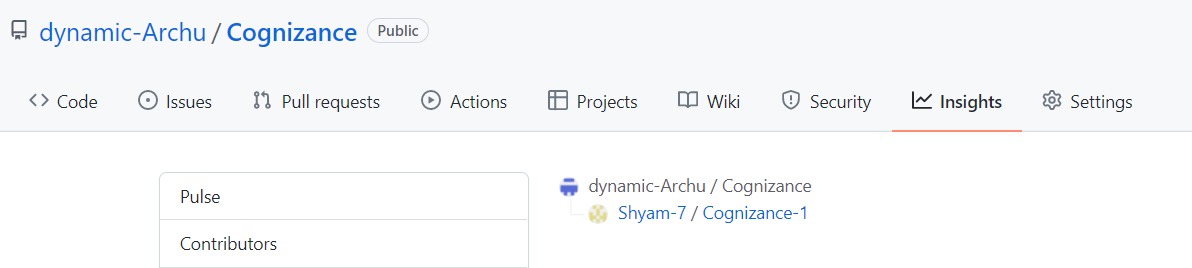 dynamic-Archu / Cognizance Public
Code Issues Pull requests Actions Projects Wiki Security Insights Settings
Pulse
Contributors
dynamic-Archu / Cognizance
Shyam-7 / Cognizance-1